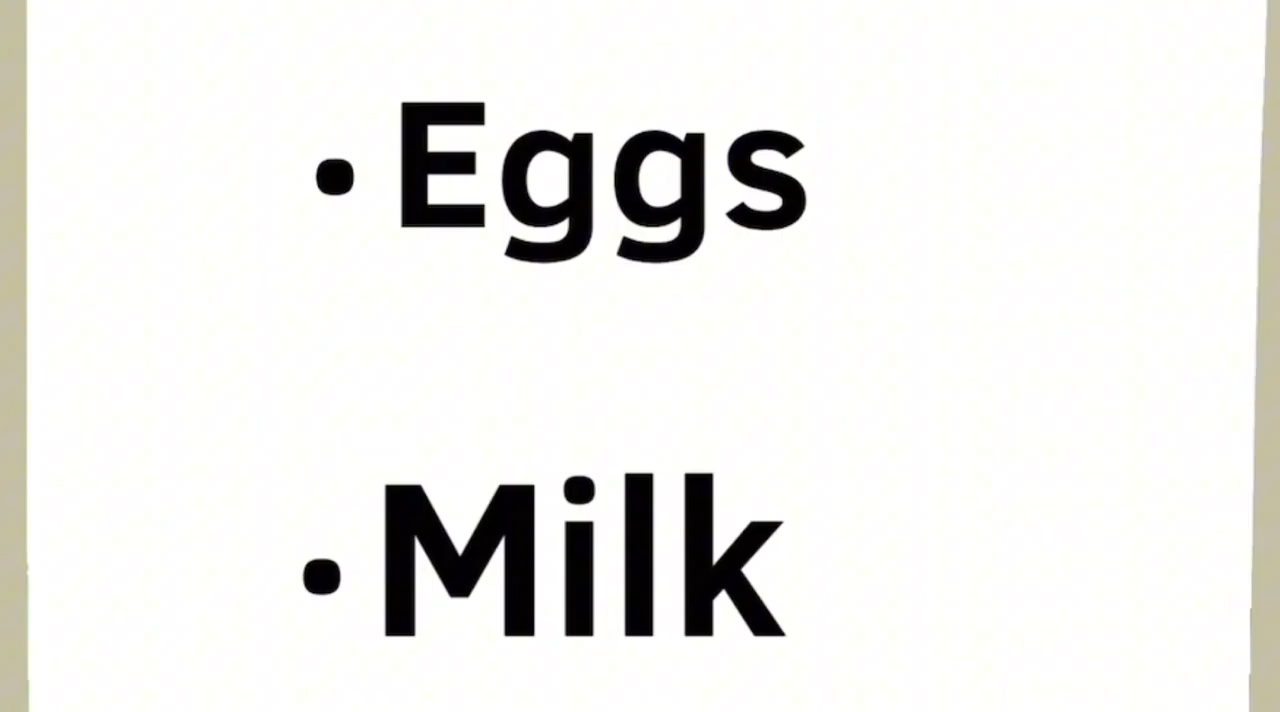 • Eggs
• Milk